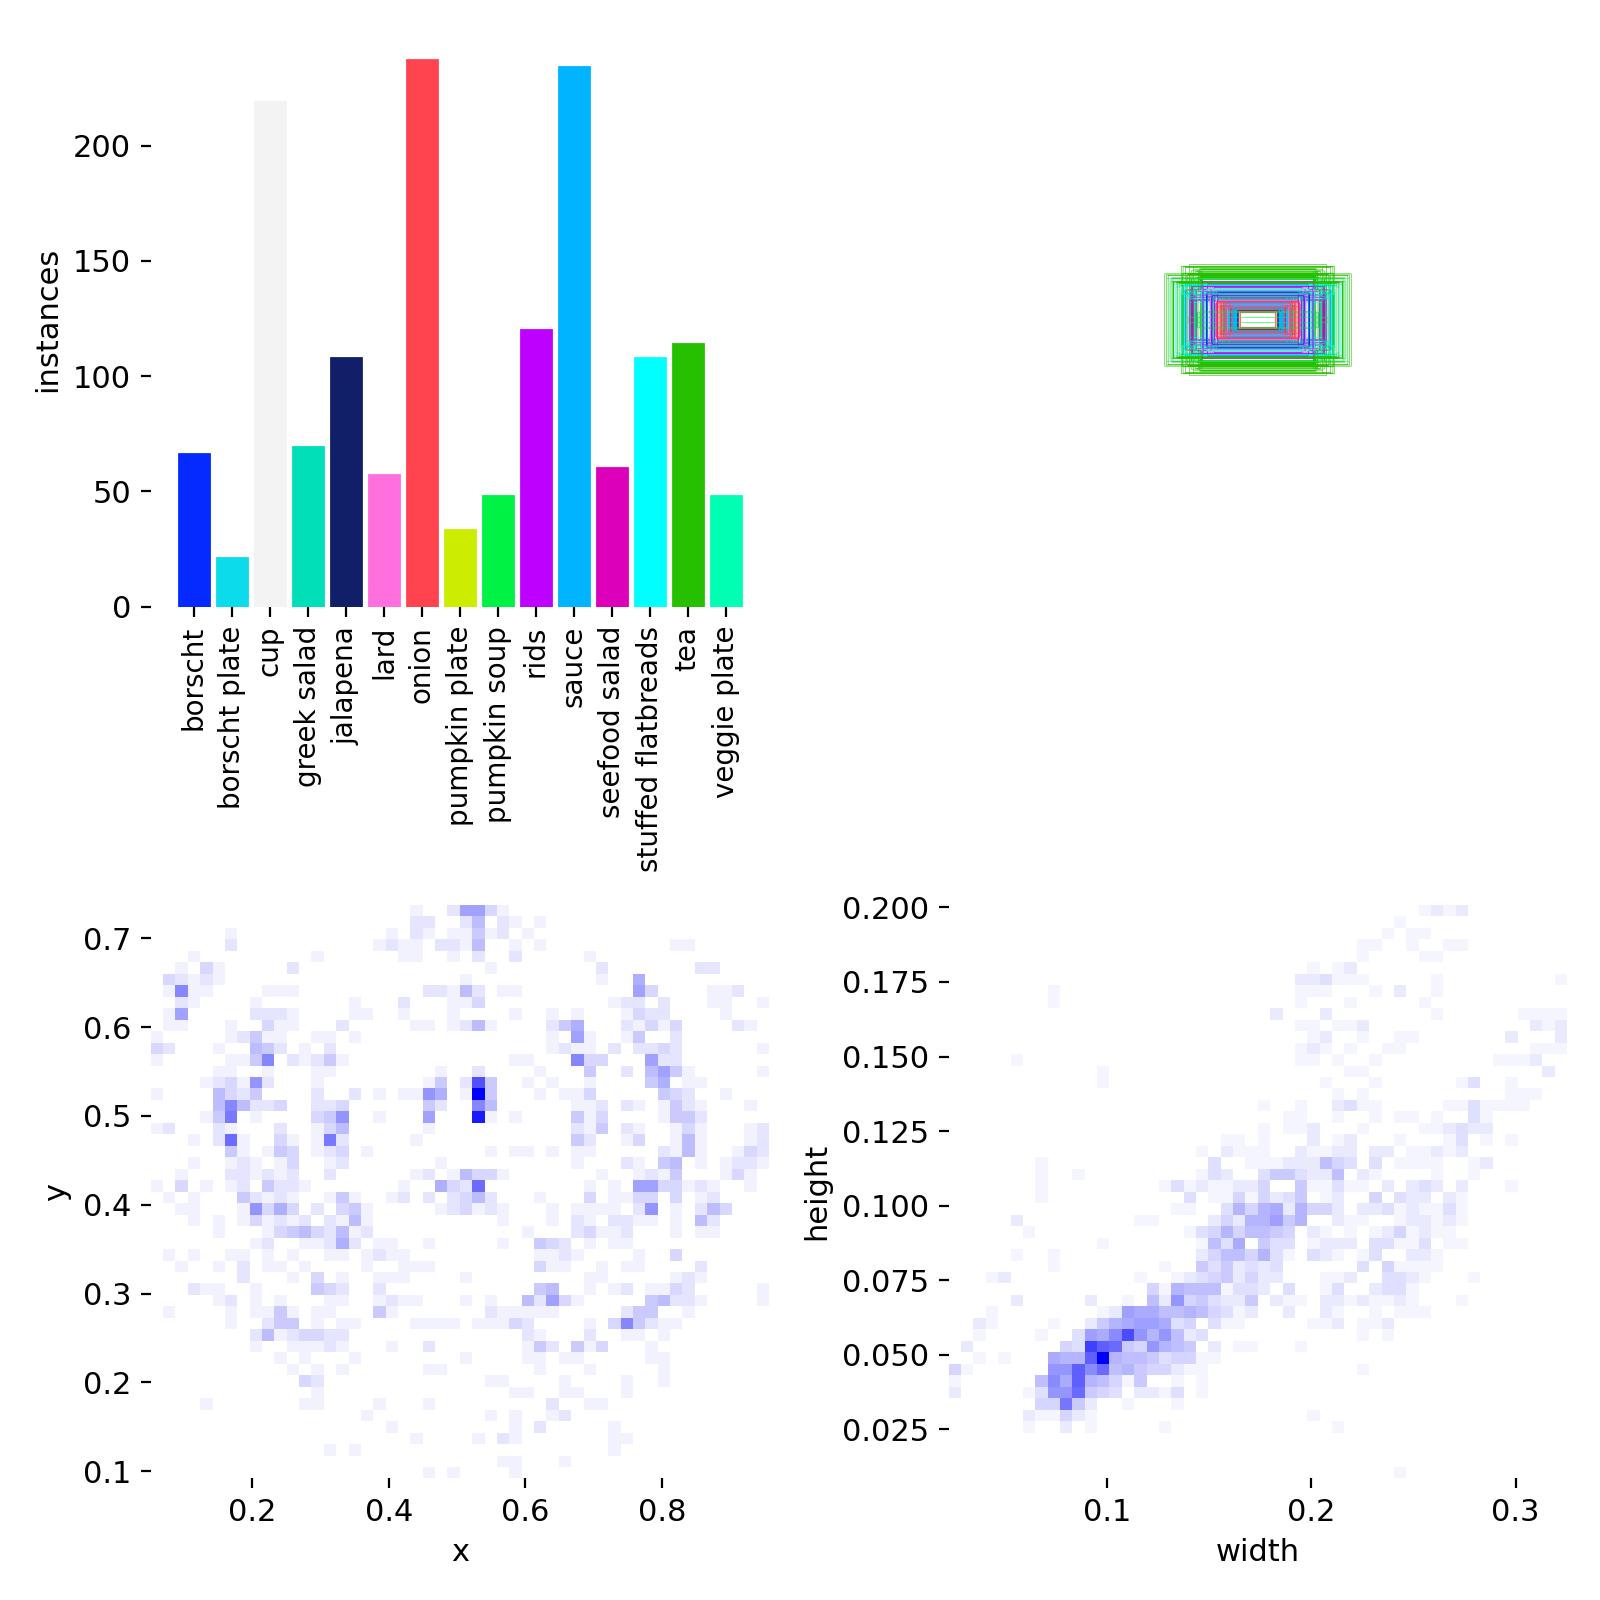 instances
200
150
100
50
0
borscht
borscht plate
cup
greek salad
jalapena
lard
onion
pumpkin plate
pumpkin soup
rids
sauce
seefood salad
stuffed flatbreads
tea
veggie plate
y
0.7
0.6
0.5
0.4
0.3
0.2
0.1
0.2 0.4 0.6 0.8
x
height
0.200
0.175
0.150
0.125
0.100
0.075
0.050
0.025
0.1 0.2 0.3
width